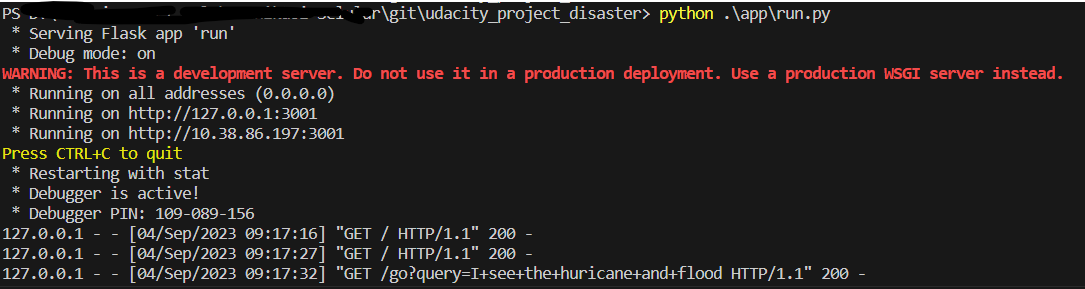 PS D:\git\udacity_project_disaster> python .\app\run.py
 * Serving Flask app 'run'
 * Debug mode: on
WARNING: This is a development server. Do not use it in a production deployment. Use a production WSGI server instead.
 * Running on all addresses (0.0.0.0)
 * Running on http://127.0.0.1:3001
 * Running on http://10.38.86.197:3001
Press CTRL+C to quit
 * Restarting with stat
 * Debugger is active!
 * Debugger PIN: 109-089-156
127.0.0.1 - - [04/Sep/2023 09:17:16] "GET / HTTP/1.1" 200 -
127.0.0.1 - - [04/Sep/2023 09:17:27] "GET / HTTP/1.1" 200 -
127.0.0.1 - - [04/Sep/2023 09:17:32] "GET /go?query=I+see+the+huricane+and+flood HTTP/1.1" 200 -